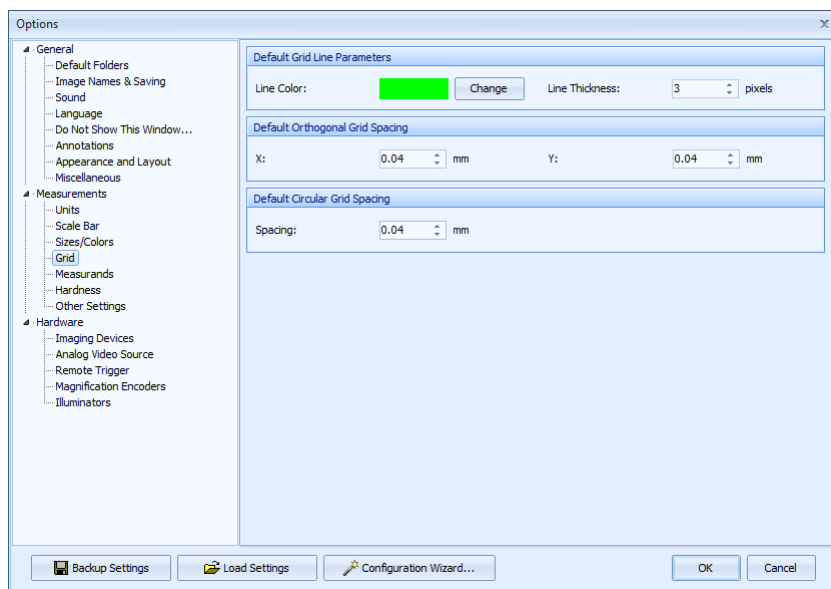 Options
x
General
Default Folders
Image Names & Saving
Sound
Language
Do Not Show This Window...
Annotations
Appearance and Layout
Miscellaneous
Measurements
Units
Scale Bar
Sizes/Colors
Grid
Measurands
Hardness
Other Settings
Hardware
Imaging Devices
Analog Video Source
Remote Trigger
Magnification Encoders
Illuminators
Default Grid Line Parameters
Line Color: Change Line Thickness: 3 pixels
Default Orthogonal Grid Spacing
X: 0.04 mm Y: 0.04 mm
Default Circular Grid Spacing
Spacing: 0.04 mm
Backup Settings Load Settings Configuration Wizard... OK Cancel